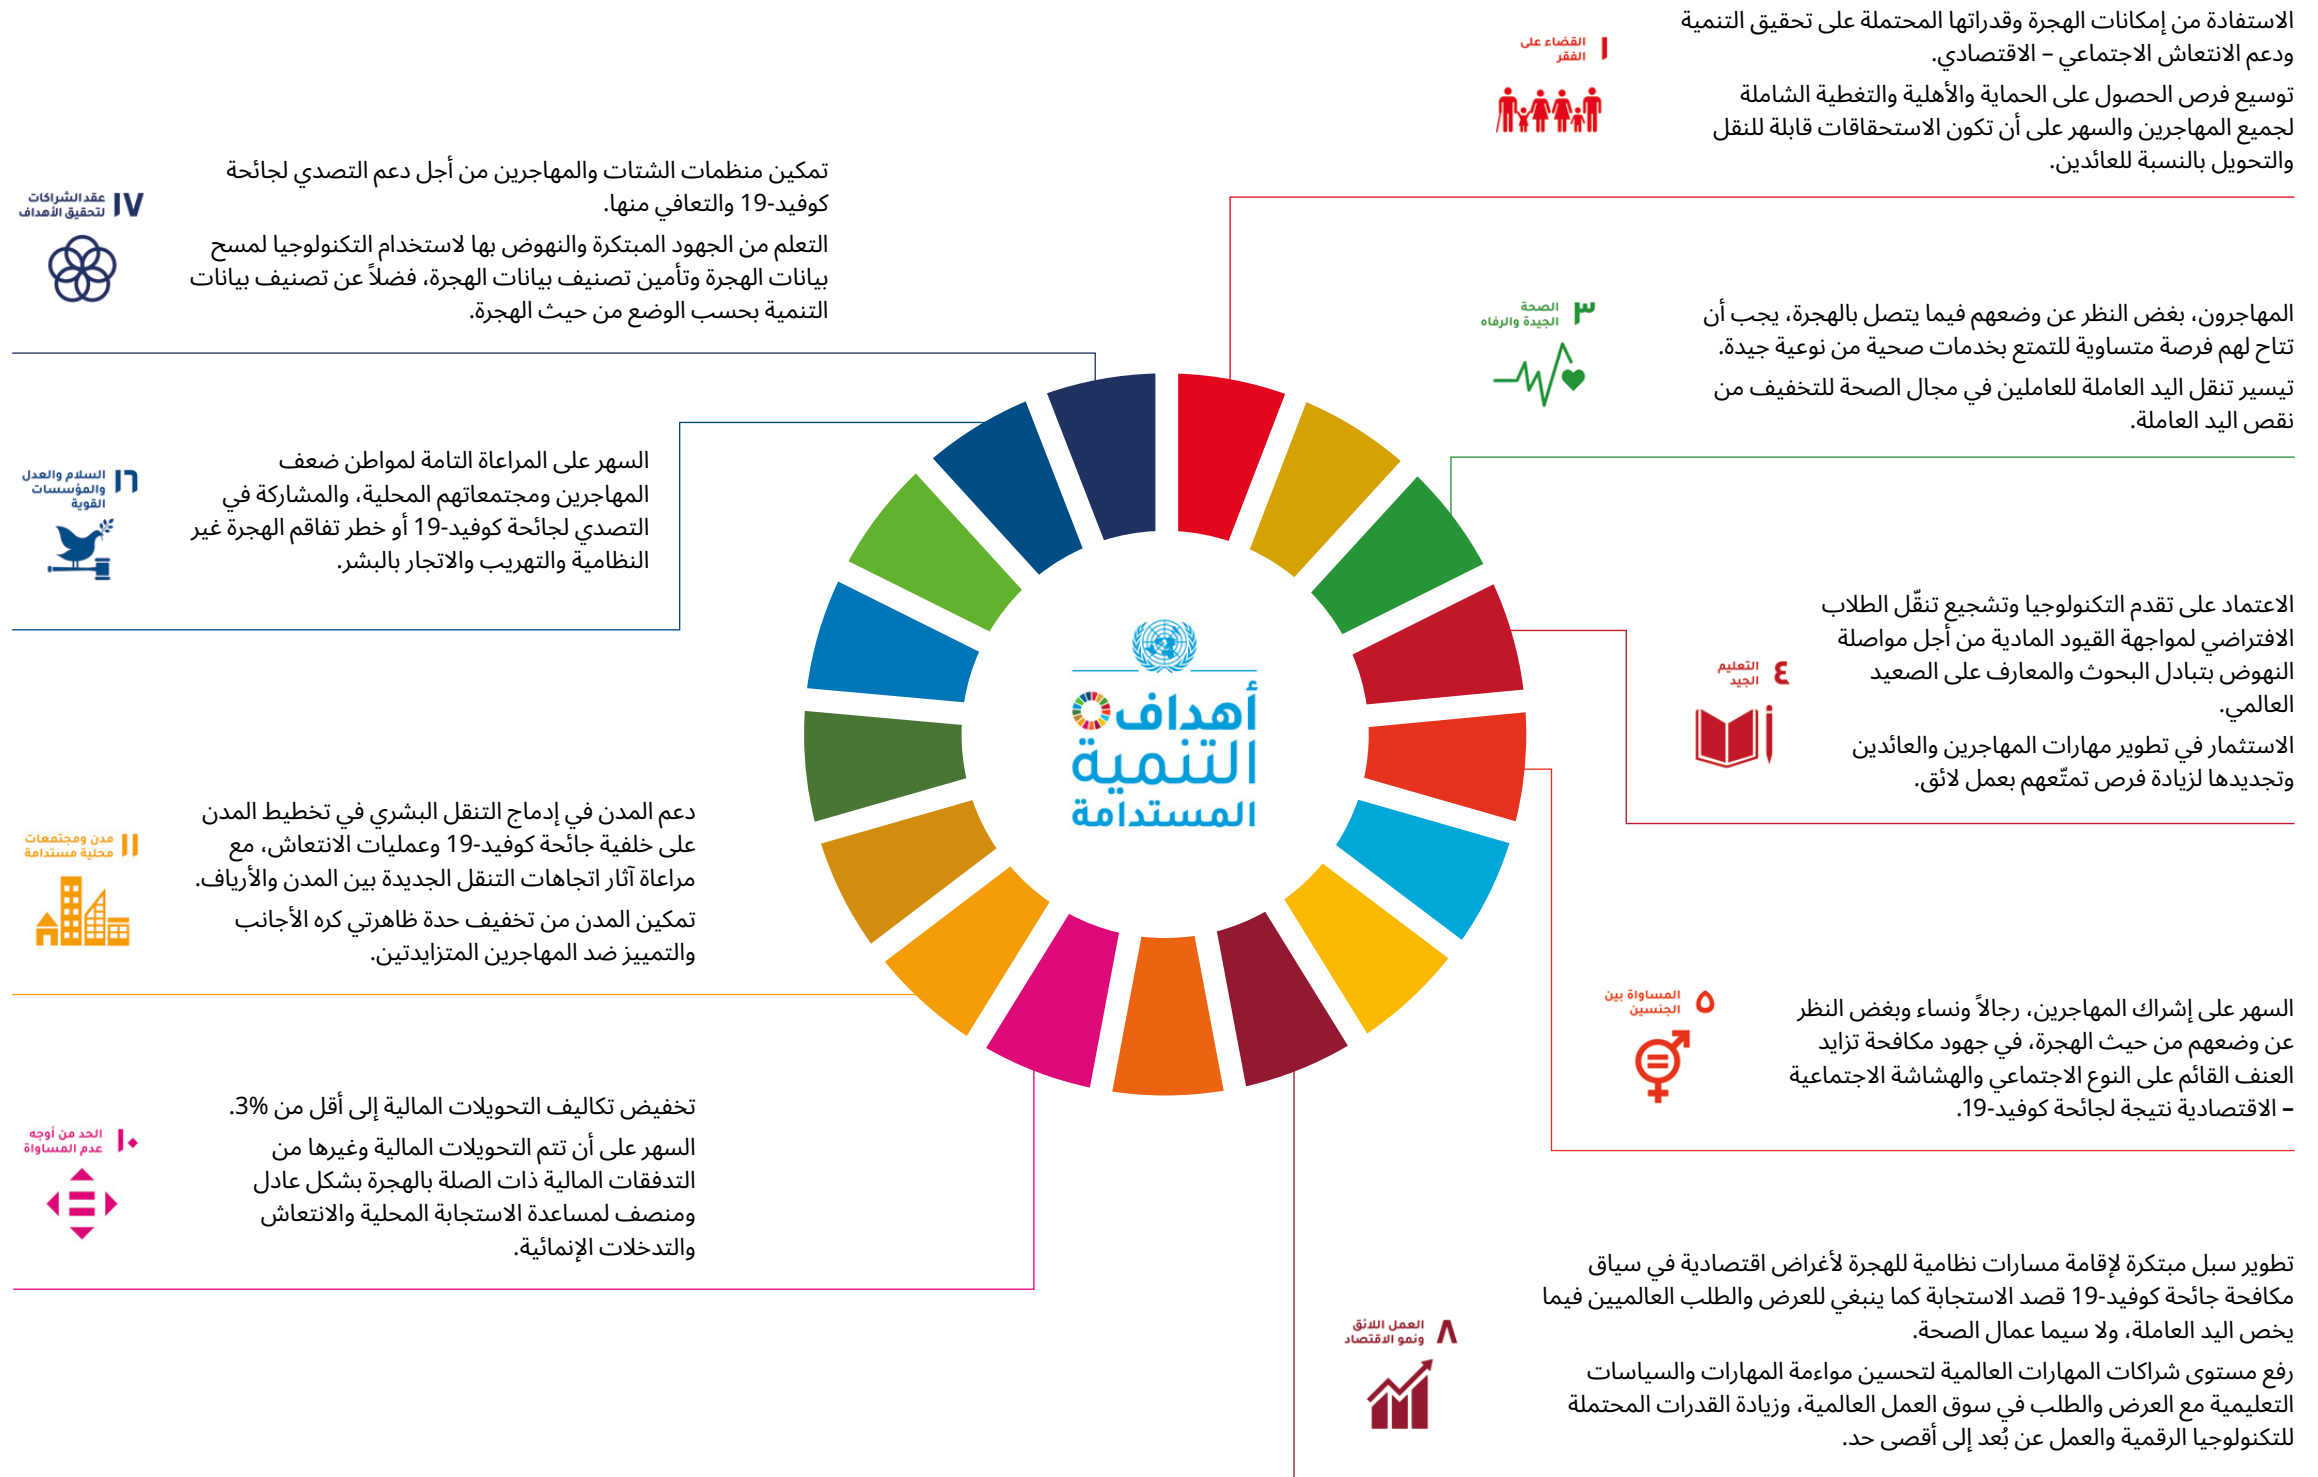 القضاء على
الفقر
١
الاستفادة من إمكانات الهجرة وقدراتها المحتملة على تحقيق التنمية
ودعم الانتعاش الاجتماعي – الاقتصادي.
توسيع فرص الحصول على الحماية والأهلية والتغطية الشاملة
لجميع المهاجرين والسهر على أن تكون الاستحقاقات قابلة للنقل
والتحويل بالنسبة للعائدين.
٣ الصحة
الجيدة والرفاه
المهاجرون، بغض النظر عن وضعهم فيما يتصل بالهجرة، يجب أن
تتاح لهم فرصة متساوية للتمتع بخدمات صحية من نوعية جيدة.
تيسير تنقل اليد العاملة للعاملين في مجال الصحة للتخفيف من
نقص اليد العاملة.
٤ التعليم
الجيد
الاعتماد على تقدم التكنولوجيا وتشجيع تنقّل الطلاب
الافتراضي لمواجهة القيود المادية من أجل مواصلة
النهوض بتبادل البحوث والمعارف على الصعيد
العالمي.
الاستثمار في تطوير مهارات المهاجرين والعائدين
وتجديدها لزيادة فرص تمتّعهم بعمل لائق.
٥ المساواة بين
الجنسين
السهر على إشراك المهاجرين، رجالاً ونساء وبغض النظر
عن وضعهم من حيث الهجرة، في جهود مكافحة تزايد
العنف القائم على النوع الاجتماعي والهشاشة الاجتماعية
– الاقتصادية نتيجة لجائحة كوفيد-19.
٨ العمل اللائق
ونمو الاقتصاد
تطوير سبل مبتكرة لإقامة مسارات نظامية للهجرة لأغراض اقتصادية في سياق
مكافحة جائحة كوفيد-19 قصد الاستجابة كما ينبغي للعرض والطلب العالميين فيما
يخص اليد العاملة، ولا سيما عمال الصحة.
رفع مستوى شراكات المهارات العالمية لتحسين مواءمة المهارات والسياسات
التعليمية مع العرض والطلب في سوق العمل العالمية، وزيادة القدرات المحتملة
للتكنولوجيا الرقمية والعمل عن بُعد إلى أقصى حد.
أهداف
التنمية
المستدامة
١٧ عقد الشراكات
لتحقيق الأهداف
تمكين منظمات الشتات والمهاجرين من أجل دعم التصدي لجائحة
كوفيد-19 والتعافي منها.
التعلم من الجهود المبتكرة والنهوض بها لاستخدام التكنولوجيا لمسح
بيانات الهجرة وتأمين تصنيف بيانات الهجرة، فضلاً عن تصنيف بيانات
التنمية بحسب الوضع من حيث الهجرة.
١٦ السلام والعدل
والمؤسسات
القوية
السهر على المراعاة التامة لمواطن ضعف
المهاجرين ومجتمعاتهم المحلية، والمشاركة في
التصدي لجائحة كوفيد-19 أو خطر تفاقم الهجرة غير
النظامية والتهريب والاتجار بالبشر.
١١ مدن ومجتمعات
محلية مستدامة
دعم المدن في إدماج التنقل البشري في تخطيط المدن
على خلفية جائحة كوفيد-19 وعمليات الانتعاش، مع
مراعاة آثار اتجاهات التنقل الجديدة بين المدن والأرياف.
تمكين المدن من تخفيف حدة ظاهرتي كره الأجانب
والتمييز ضد المهاجرين المتزايدتين.
١٠ الحد من أوجه
عدم المساواة
تخفيض تكاليف التحويلات المالية إلى أقل من 3%.
السهر على أن تتم التحويلات المالية وغيرها من
التدفقات المالية ذات الصلة بالهجرة بشكل عادل
ومنصف لمساعدة الاستجابة المحلية والانتعاش
والتدخلات الإنمائية.